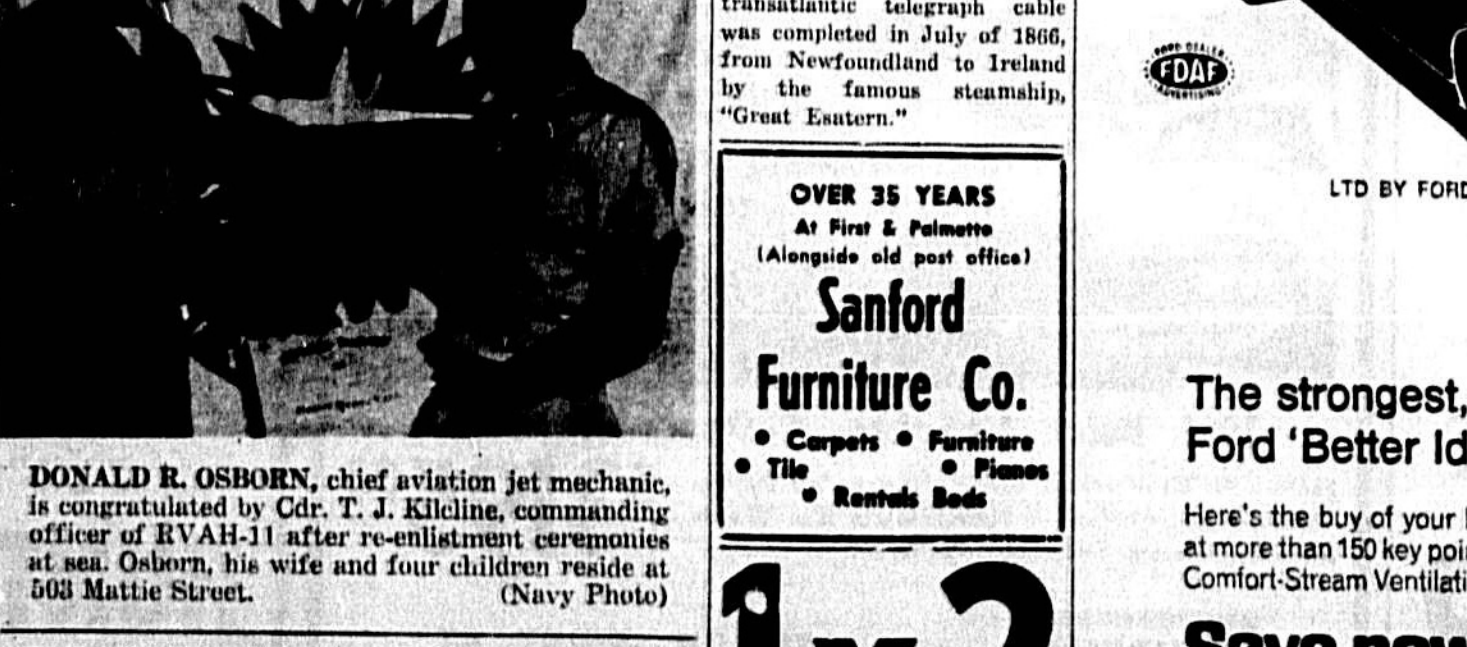 DONALD R. OSBORN, chief aviation jet mechanic,
is congratulated by Cdr. T. J. Kilcline, commanding
officer of RVAH-11 after re-enlistment ceremonies
at sea. Osborn, his wife and four children reside at
503 Mattie Street. (Navy Photo)
transatlantic telegraph cable
was completed in July of 1866,
from Newfoundland to Ireland
by the famous steamship,
"Great Esatern."
OVER 35 YEARS
At First & Palmetto
(Alongside old post office)
Sanford
Furniture Co.
• Carpets • Furniture
• Tile • Pianos
• Rentals Beds
FORD DEALER
FDAF
ADVERTISING
LTD BY FORD
The strongest,
Ford 'Better Id
Here's the buy of your
at more than 150 key poi
Comfort-Stream Ventilati